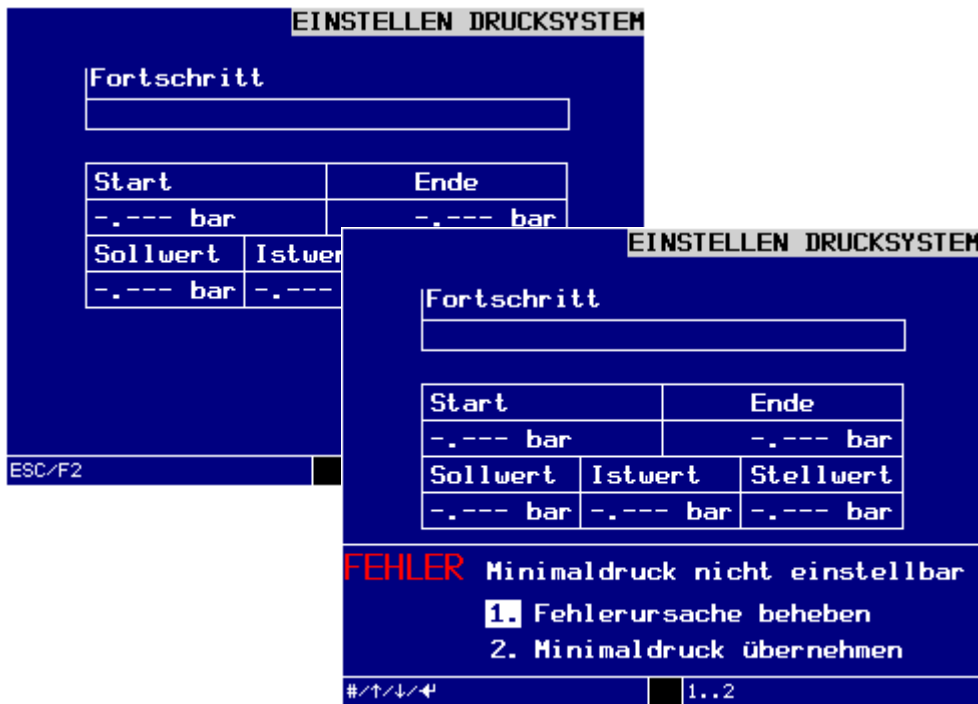 EINSTELLEN DRUCKSYSTEM
Fortschritt
Start Ende
-.--- bar -.--- bar
Sollwert Istwer
-.--- bar -.---
ESC/F2
EINSTELLEN DRUCKSYSTEM
Fortschritt
Start Ende
-.--- bar -.--- bar
Sollwert Istwert Stellwert
-.--- bar -.--- bar -.--- bar
FEHLER Minimaldruck nicht einstellbar
1. Fehlerursache beheben
2. Minimaldruck übernehmen
#/↑/↓/↵ 1..2